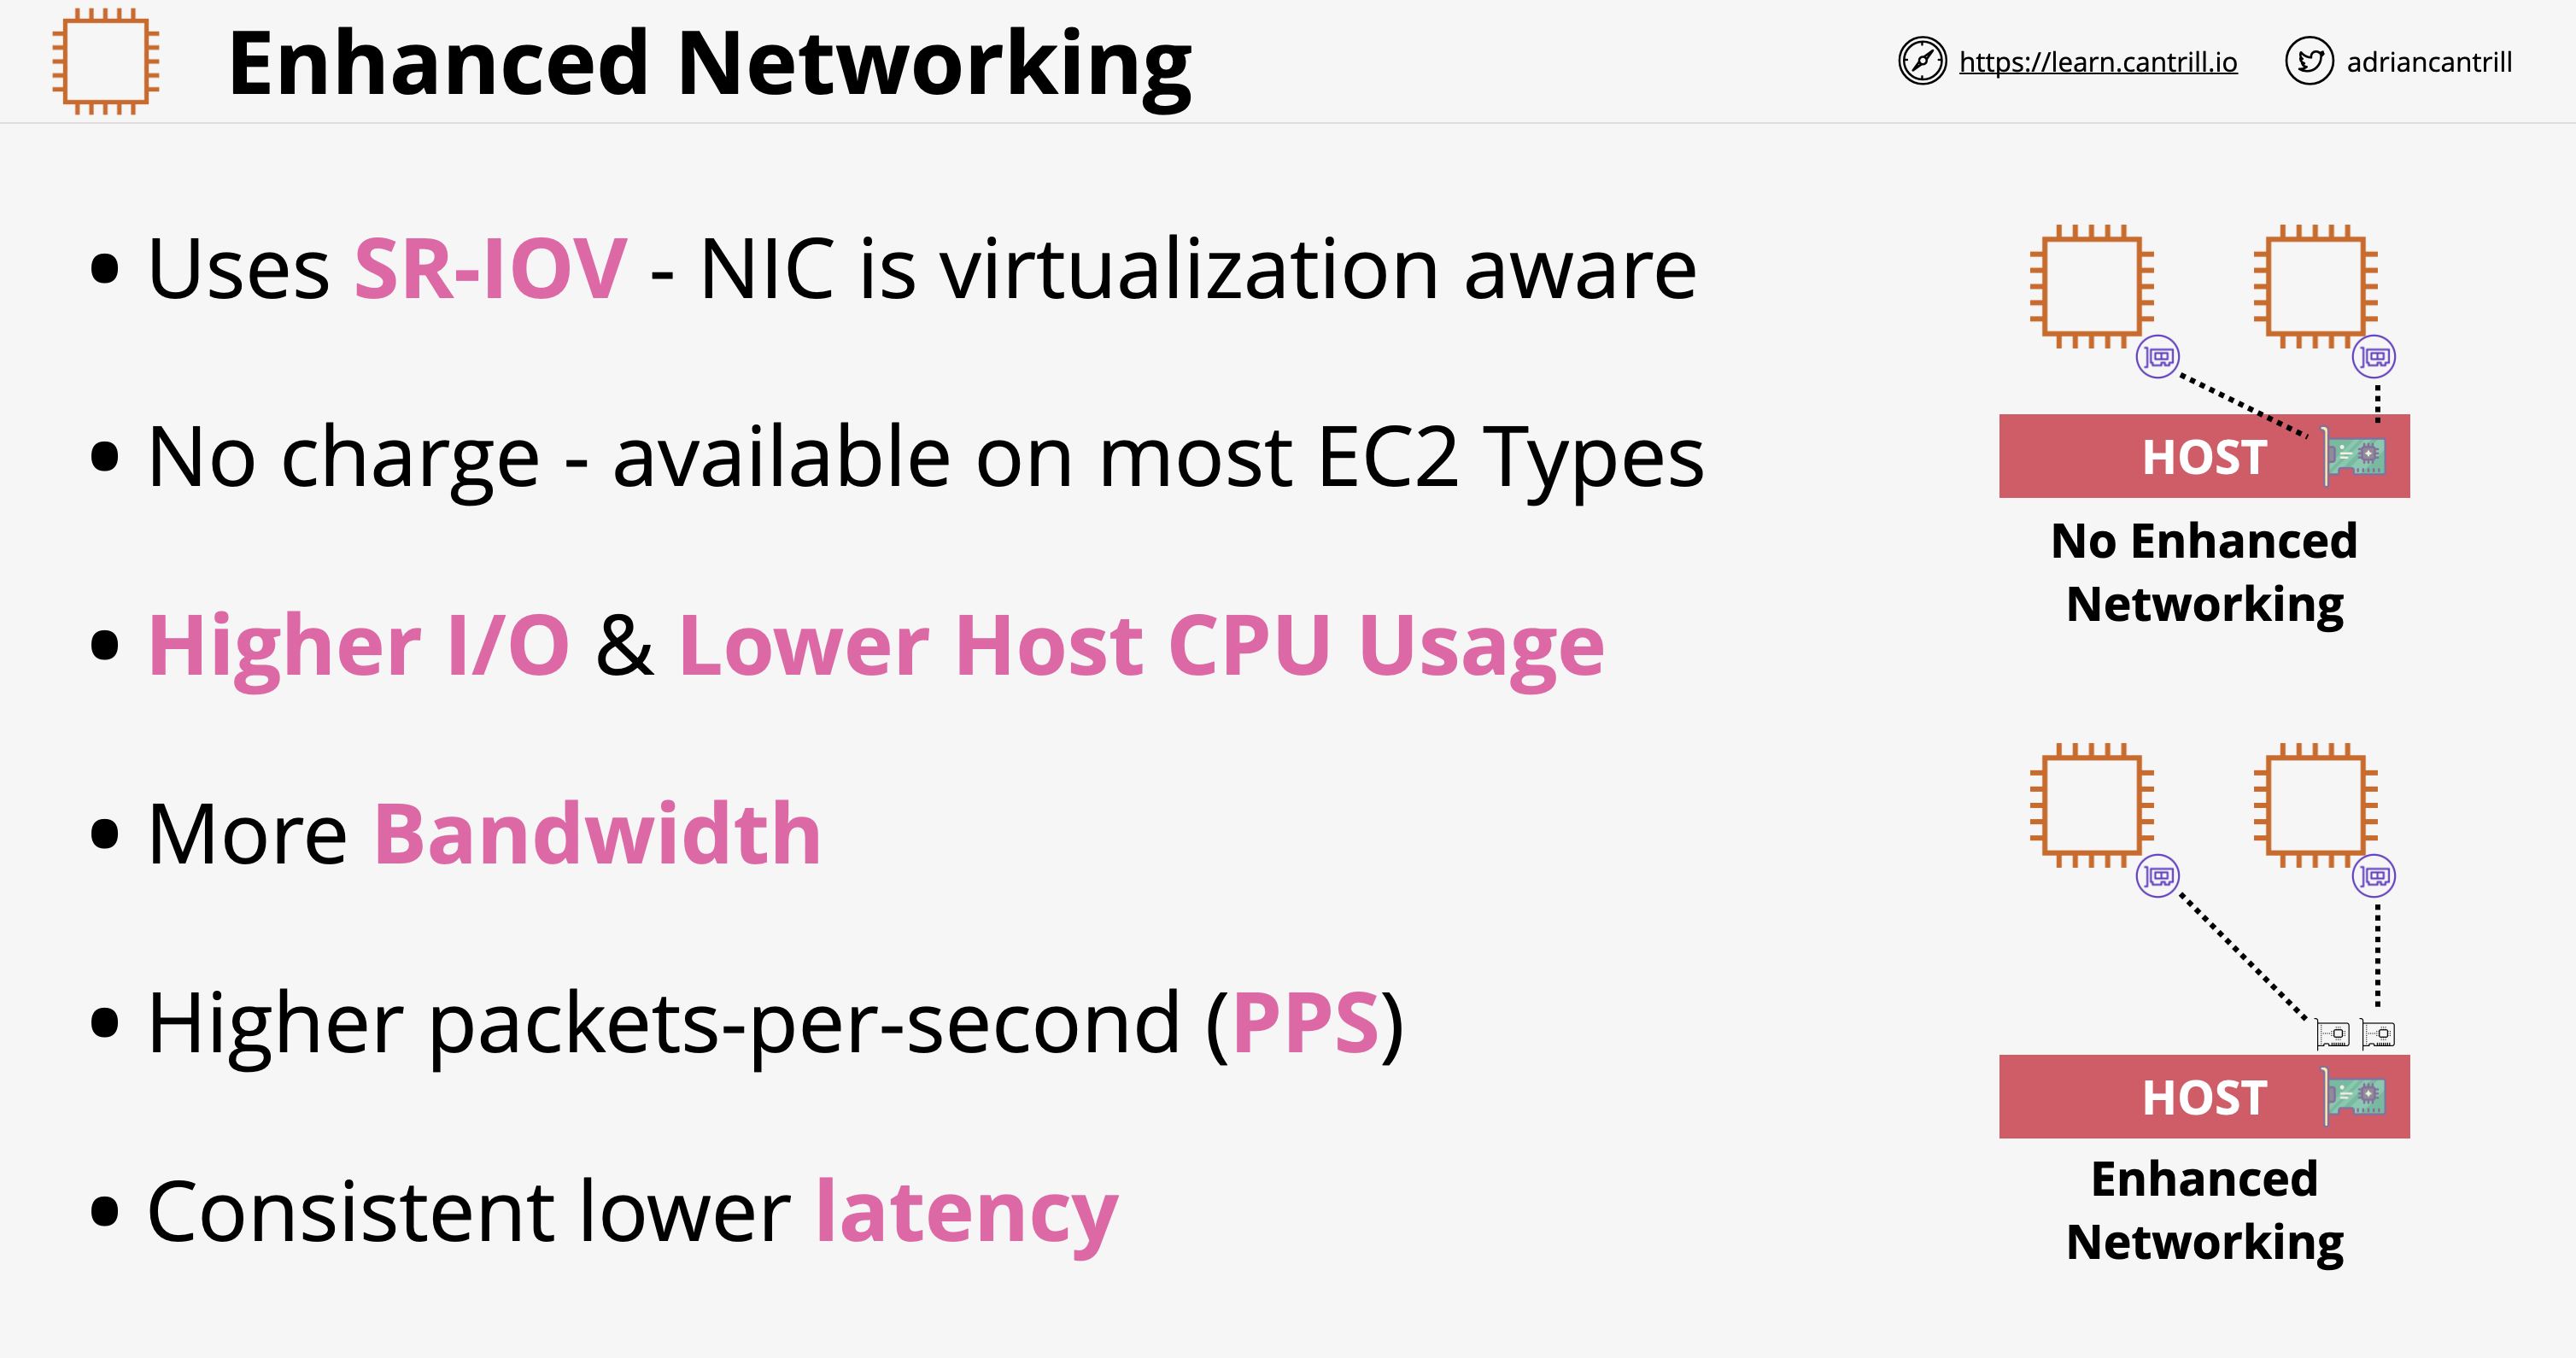 Enhanced Networking
https://learn.cantrill.io
adriancantrill
• Uses SR-IOV - NIC is virtualization aware
• No charge - available on most EC2 Types
• Higher I/O & Lower Host CPU Usage
• More Bandwidth
• Higher packets-per-second (PPS)
• Consistent lower latency
HOST
No Enhanced
Networking
HOST
Enhanced
Networking